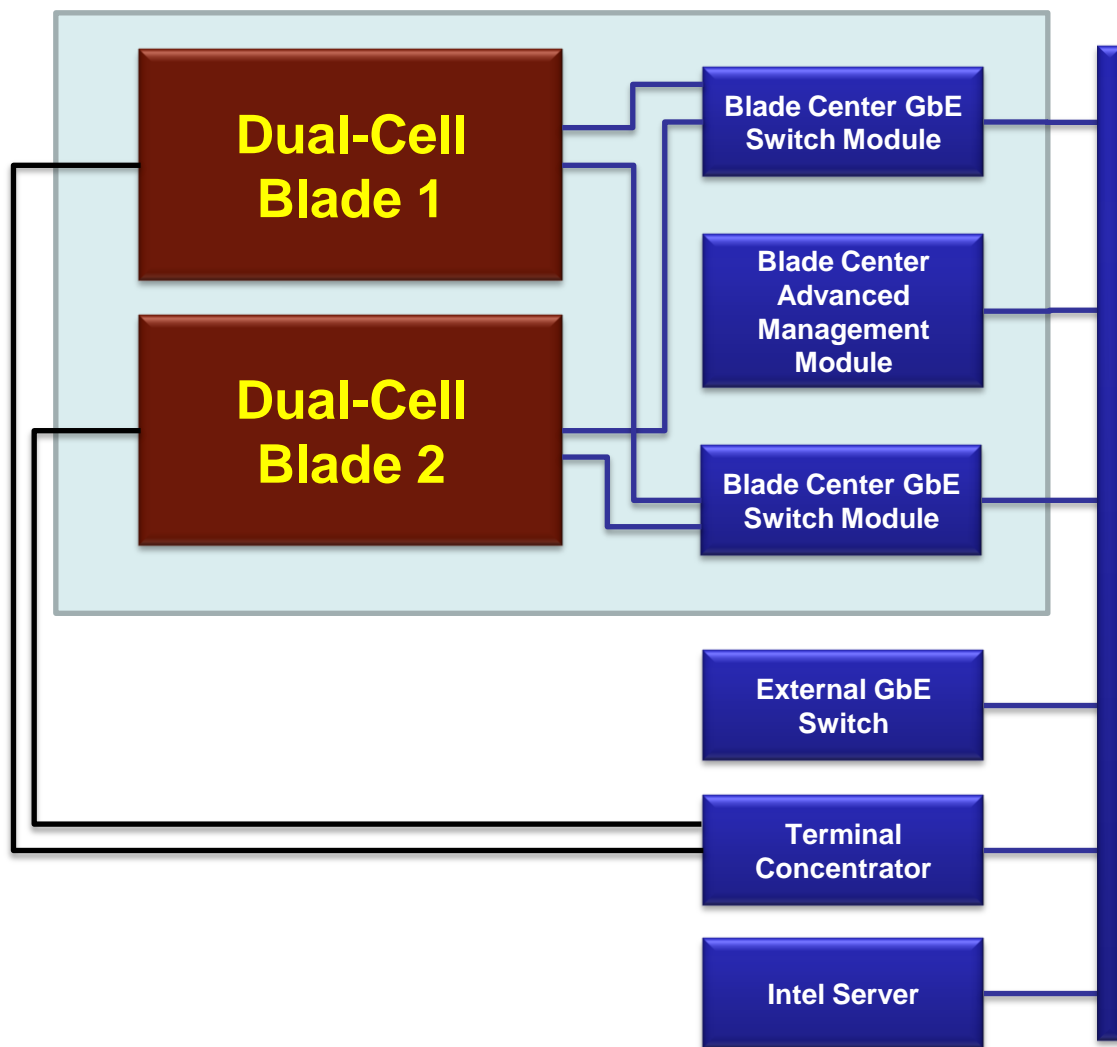 Dual-Cell
Blade 1
Blade Center GbE
Switch Module
Blade Center
Advanced
Management
Module
Dual-Cell
Blade 2
Blade Center GbE
Switch Module
External GbE
Switch
Terminal
Concentrator
Intel Server